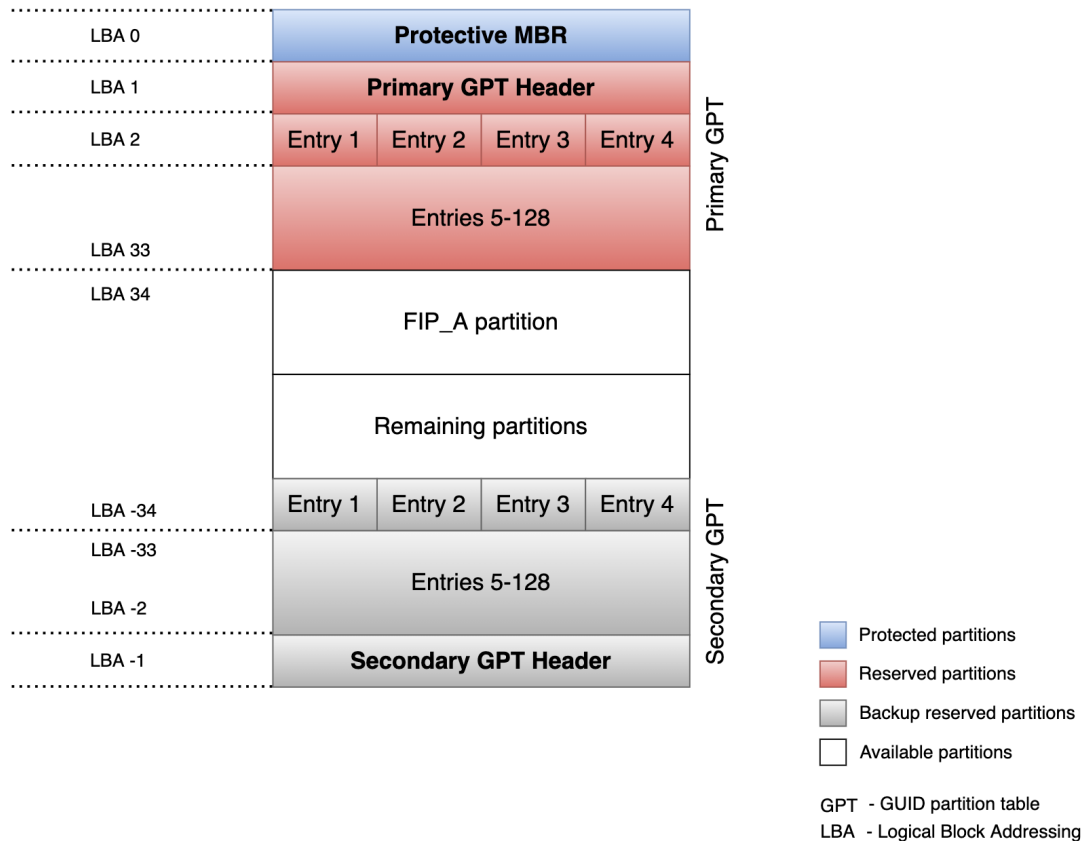 LBA 0
Protective MBR
LBA 1
Primary GPT Header
LBA 2
Entry 1 Entry 2 Entry 3 Entry 4
Primary GPT
Entries 5-128
LBA 33
LBA 34
FIP_A partition
Remaining partitions
Entry 1 Entry 2 Entry 3 Entry 4
LBA -34
LBA -33
Entries 5-128
LBA -2
Secondary GPT
LBA -1
Secondary GPT Header
Protected partitions
Reserved partitions
Backup reserved partitions
Available partitions
GPT - GUID partition table
LBA - Logical Block Addressing